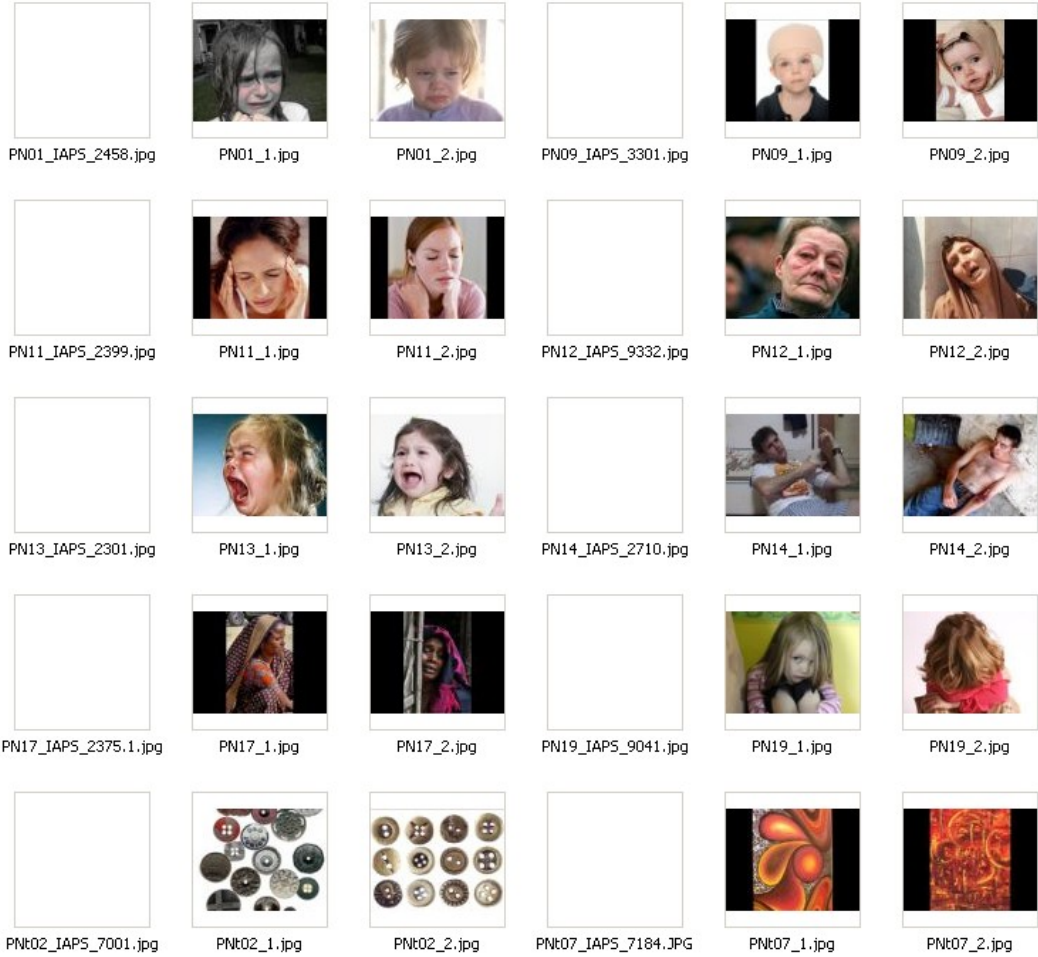 PN01_IAPS_2458.jpg PN01_1.jpg PN01_2.jpg PN09_IAPS_3301.jpg PN09_1.jpg PN09_2.jpg
PN11_IAPS_2399.jpg PN11_1.jpg PN11_2.jpg PN12_IAPS_9332.jpg PN12_1.jpg PN12_2.jpg
PN13_IAPS_2301.jpg PN13_1.jpg PN13_2.jpg PN14_IAPS_2710.jpg PN14_1.jpg PN14_2.jpg
PN17_IAPS_2375.1.jpg PN17_1.jpg PN17_2.jpg PN19_IAPS_9041.jpg PN19_1.jpg PN19_2.jpg
PNt02_IAPS_7001.jpg PNt02_1.jpg PNt02_2.jpg PNt07_IAPS_7184.JPG PNt07_1.jpg PNt07_2.jpg